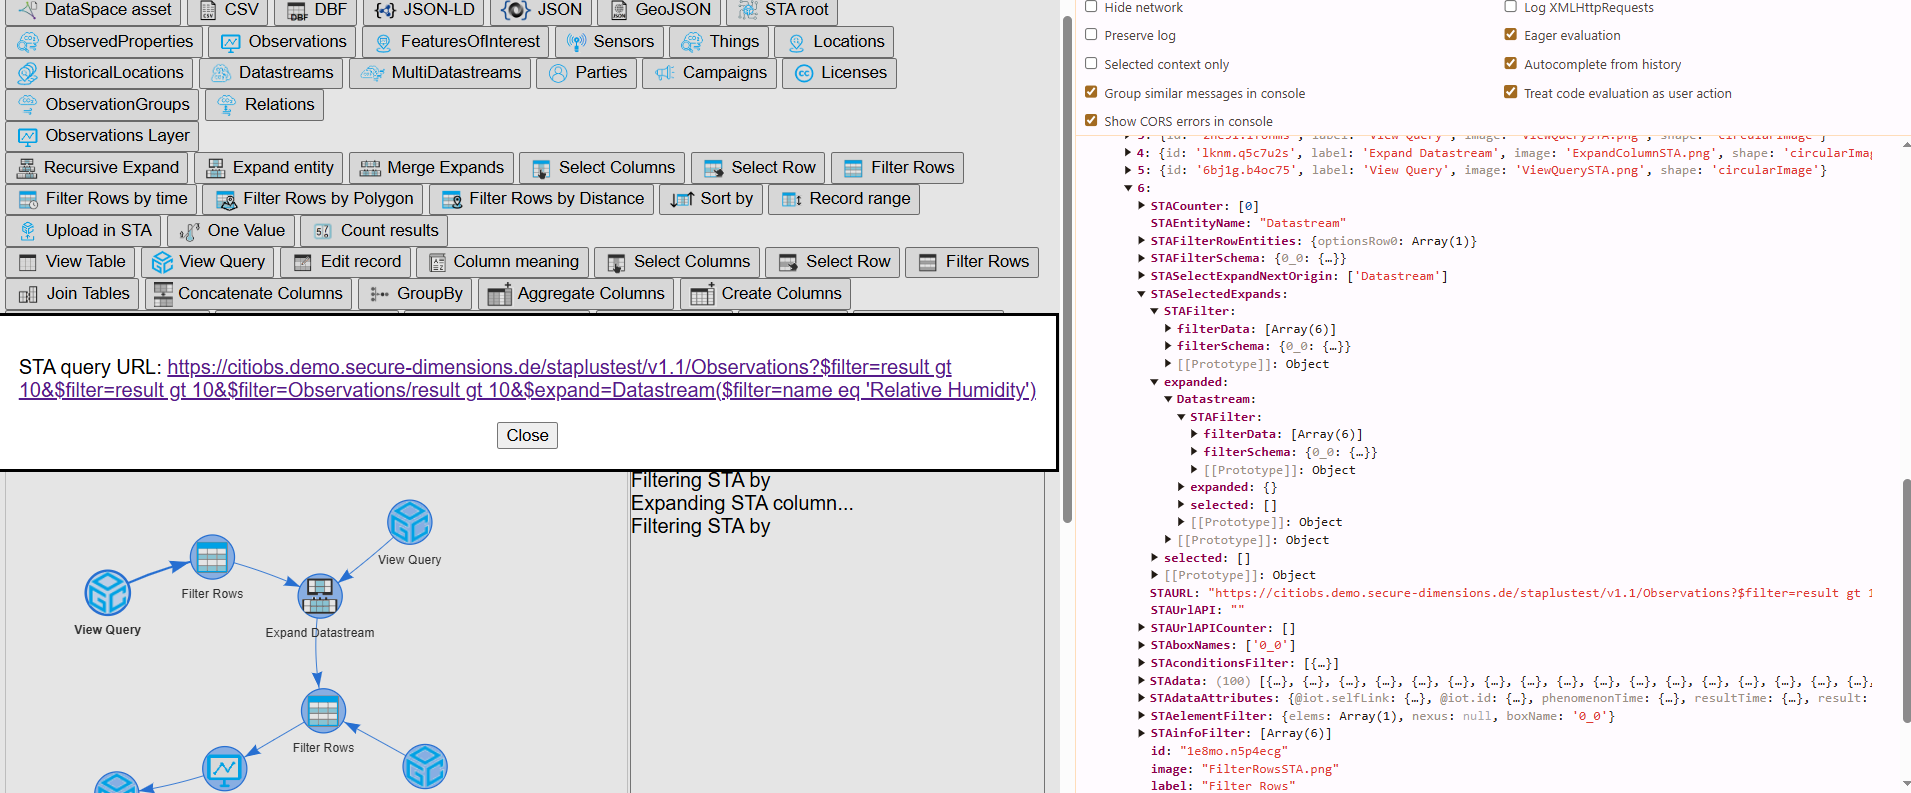 DataSpace asset CSV DBF JSON-LD JSON GeoJSON STA root
ObservedProperties Observations FeaturesOfInterest Sensors Things Locations
HistoricalLocations Datastreams MultiDatastreams Parties Campaigns Licenses
ObservationGroups Relations
Observations Layer
Recursive Expand Expand entity Merge Expands Select Columns Select Row Filter Rows
Filter Rows by time Filter Rows by Polygon Filter Rows by Distance Sort by Record range
Upload in STA One Value Count results
View Table View Query Edit record Column meaning Select Columns Select Row Filter Rows
Join Tables Concatenate Columns GroupBy Aggregate Columns Create Columns
STA query URL: https://citiobs.demo.secure-dimensions.de/staplustest/v1.1/Observations?$filter=result gt
10&$filter=result gt 10&$filter=Observations/result gt 10&$expand=Datastream($filter=name eq 'Relative Humidity')
Close
View Query
Filter Rows
View Query
Expand Datastream
Filter Rows
Filtering STA by
Expanding STA column...
Filtering STA by
Hide network
Log XMLHttpRequests
Preserve log
Eager evaluation
Selected context only
Autocomplete from history
Group similar messages in console
Treat code evaluation as user action
Show CORS errors in console
4: {id: 'lknm.q5c7u2s', label: 'Expand Datastream', image: 'ExpandColumnSTA.png', shape: 'circularImag
5: {id: '6bj1g.b4oc75', label: 'View Query', image: 'ViewQuerySTA.png', shape: 'circularImage'}
6:
STACounter: [0]
STAEntityName: "Datastream"
STAFilterRowEntities: {optionsRow0: Array(1)}
STAFilterSchema: {0_0: {…}}
STASelectExpandNextOrigin: ['Datastream']
STASelectedExpands:
STAFilter:
filterData: [Array(6)]
filterSchema: {0_0: {…}}
[[Prototype]]: Object
expanded:
Datastream:
STAFilter:
filterData: [Array(6)]
filterSchema: {0_0: {…}}
[[Prototype]]: Object
expanded: {}
selected: []
[[Prototype]]: Object
[[Prototype]]: Object
selected: []
[[Prototype]]: Object
STAURL: "https://citiobs.demo.secure-dimensions.de/staplustest/v1.1/Observations?$filter=result gt 1
STAUrlAPI: ""
STAUrlAPICounter: []
STAboxNames: ['0_0']
STAconditionsFilter: [{…}]
STAdata: (100) [{…}, {…}, {…}, {…}, {…}, {…}, {…}, {…}, {…}, {…}, {…}, {…}, {…}, {…}, {…}, {…}, {…},
STAdataAttributes: {@iot.selfLink: {…}, @iot.id: {…}, phenomenonTime: {…}, resultTime: {…}, result:
STAelementFilter: {elems: Array(1), nexus: null, boxName: '0_0'}
STAinfoFilter: [Array(6)]
id: "1e8mo.n5p4ecg"
image: "FilterRowsSTA.png"
label: "Filter Rows"